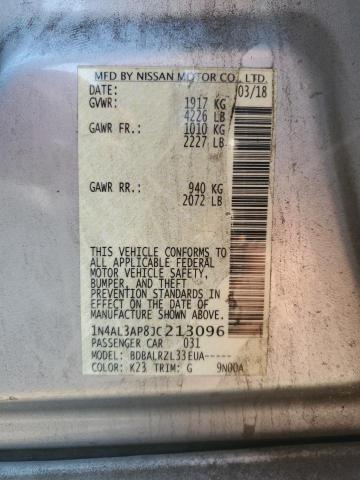 MFD BY NISSAN MOTOR CO., LTD.
DATE: 03/18
GVWR: 1917 KG
4226 LB
GAWR FR: 1010 KG
2227 LB
GAWR RR: 940 KG
2072 LB
THIS VEHICLE CONFORMS TO
ALL APPLICABLE FEDERAL
MOTOR VEHICLE SAFETY,
BUMPER, AND THEFT
PREVENTION STANDARDS IN
EFFECT ON THE DATE OF
MANUFACTURE SHOWN ABOVE.
1N4AL3AP8JC213096
PASSENGER CAR 031
MODEL: BDBALRZL33EUA-----
COLOR: K23 TRIM: G 9N00A